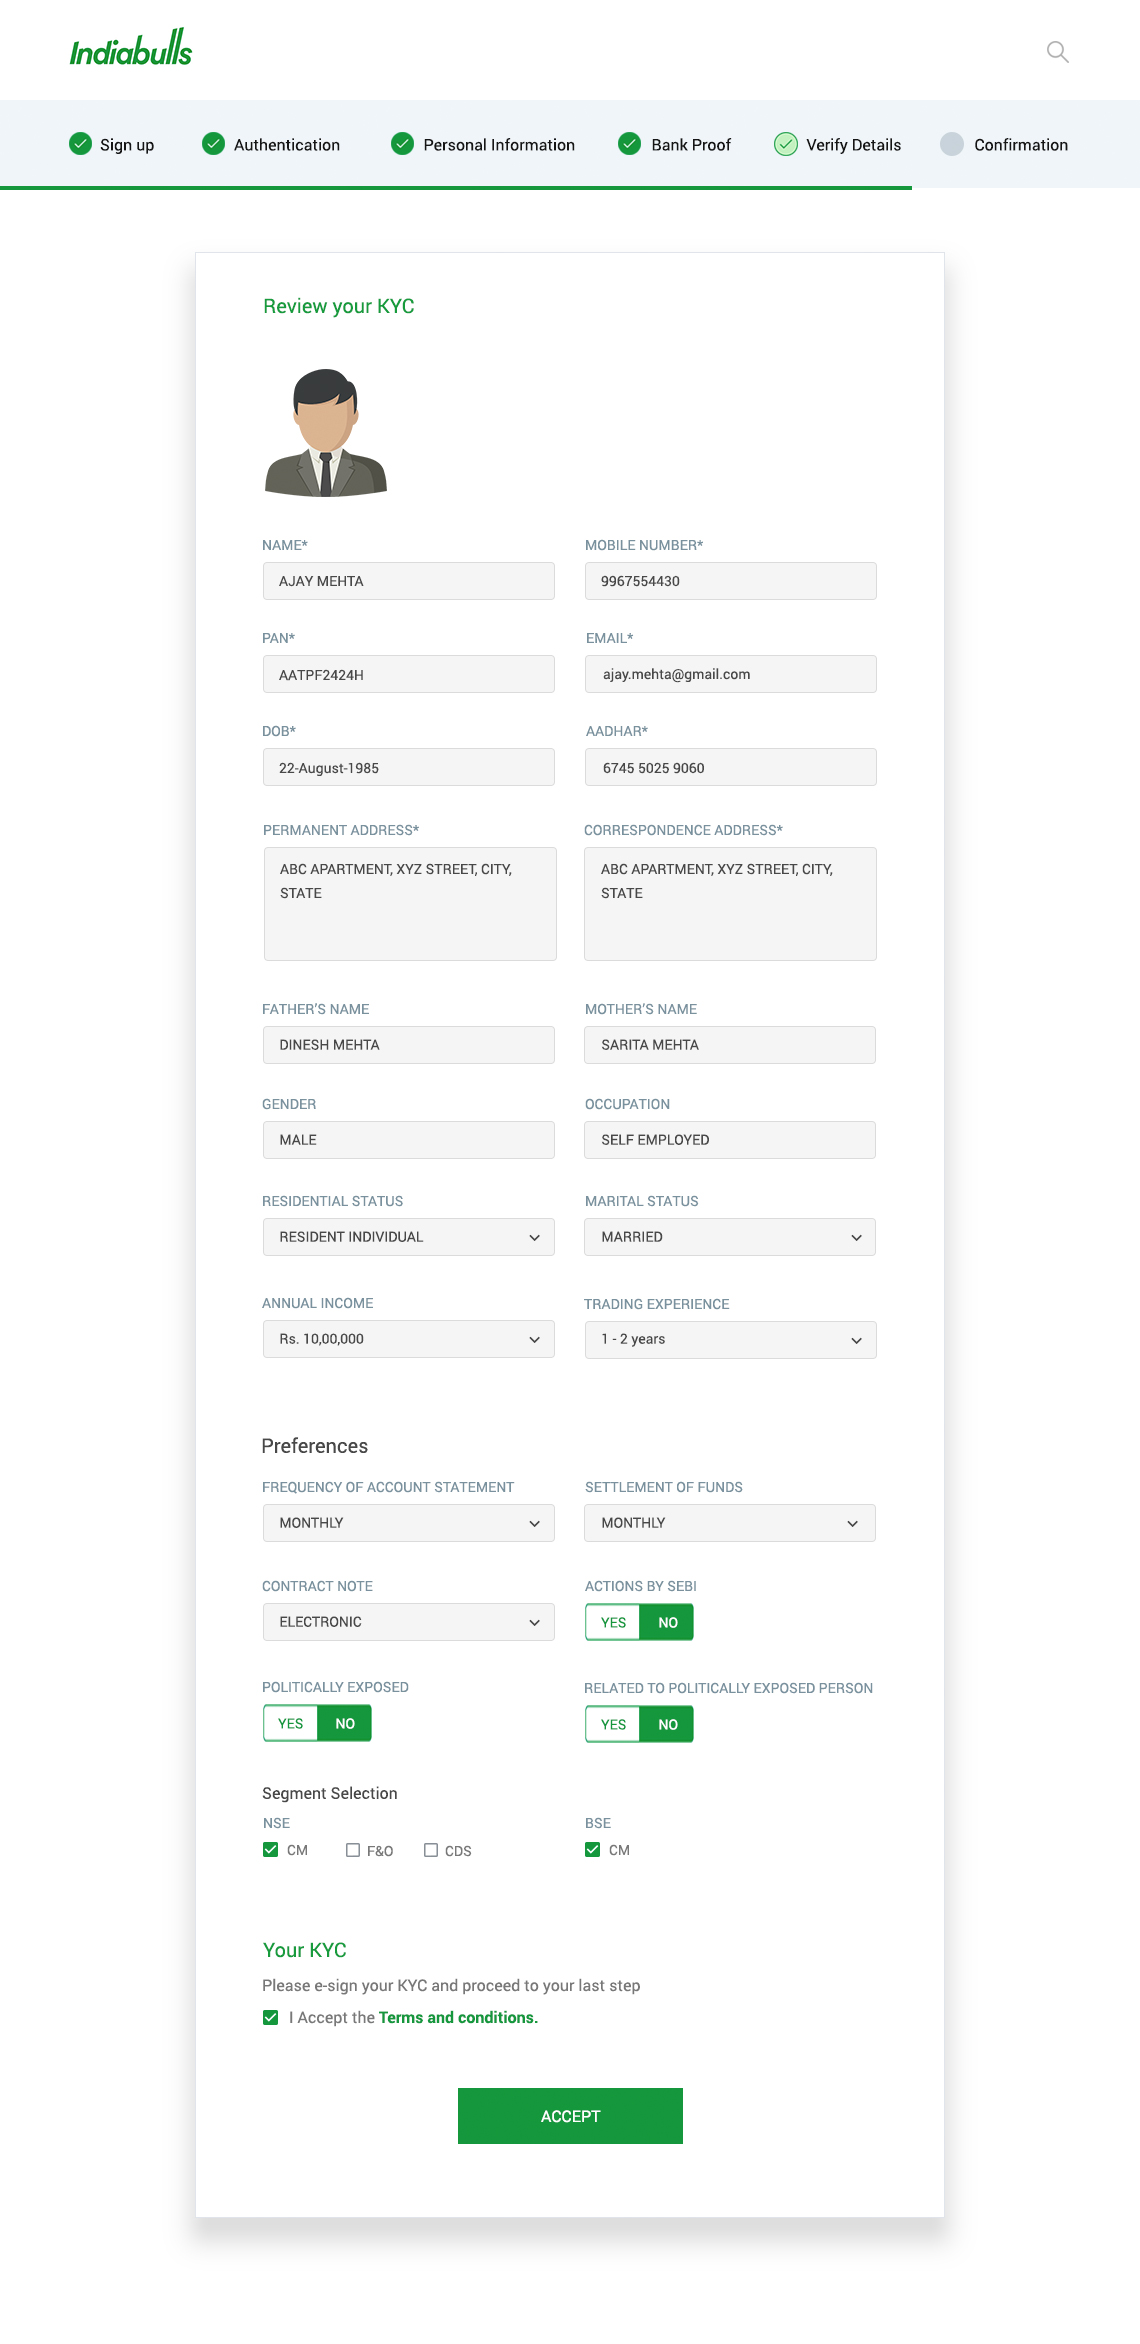 Indiabulls
Sign up Authentication Personal Information Bank Proof Verify Details Confirmation
Review your KYC
NAME* MOBILE NUMBER*
AJAY MEHTA 9967554430
PAN* EMAIL*
AATPF2424H ajay.mehta@gmail.com
DOB* AADHAR*
22-August-1985 6745 5025 9060
PERMANENT ADDRESS* CORRESPONDENCE ADDRESS*
ABC APARTMENT, XYZ STREET, CITY, ABC APARTMENT, XYZ STREET, CITY,
STATE STATE
FATHER'S NAME MOTHER'S NAME
DINESH MEHTA SARITA MEHTA
GENDER OCCUPATION
MALE SELF EMPLOYED
RESIDENTIAL STATUS MARITAL STATUS
RESIDENT INDIVIDUAL MARRIED
ANNUAL INCOME TRADING EXPERIENCE
Rs. 10,00,000 1 - 2 years
Preferences
FREQUENCY OF ACCOUNT STATEMENT SETTLEMENT OF FUNDS
MONTHLY MONTHLY
CONTRACT NOTE ACTIONS BY SEBI
ELECTRONIC YES NO
POLITICALLY EXPOSED RELATED TO POLITICALLY EXPOSED PERSON
YES NO YES NO
Segment Selection
NSE BSE
CM F&O CDS CM
Your KYC
Please e-sign your KYC and proceed to your last step
I Accept the Terms and conditions.
ACCEPT